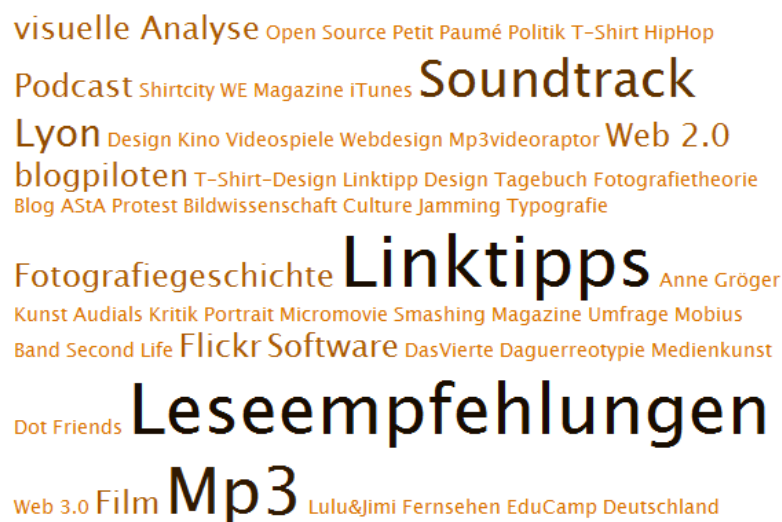 visuelle Analyse Open Source Petit Paumé Politik T-Shirt HipHop
Podcast Shirtcity WE Magazine iTunes Soundtrack
Lyon Design Kino Videospiele Webdesign Mp3videoraptor Web 2.0
blogpiloten T-Shirt-Design Linktipp Design Tagebuch Fotografietheorie
Blog AStA Protest Bildwissenschaft Culture Jamming Typografie
Fotografiegeschichte Linktipps Anne Gröger
Kunst Audials Kritik Portrait Micromovie Smashing Magazine Umfrage Mobius
Band Second Life Flickr Software DasVierte Daguerreotypie Medienkunst
Dot Friends Leseempfehlungen
Web 3.0 Film Mp3 Lulu&Jimi Fernsehen EduCamp Deutschland